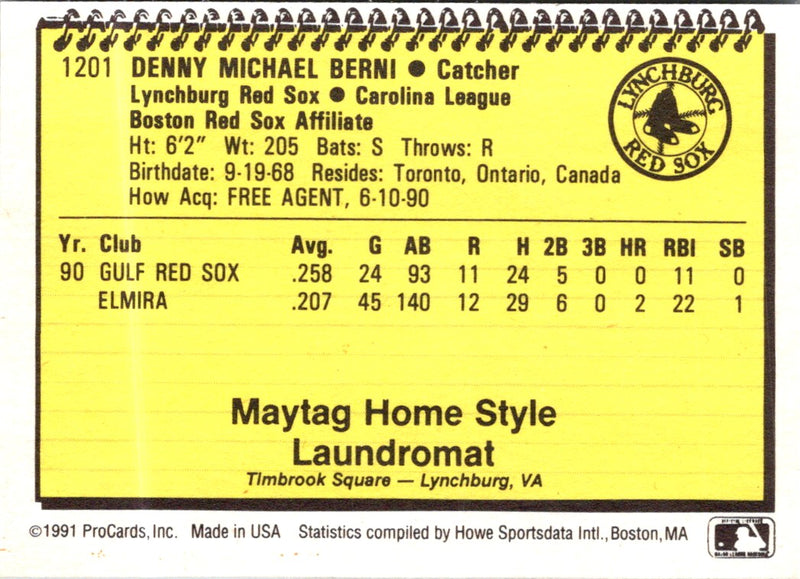 1201 DENNY MICHAEL BERNI ● Catcher
Lynchburg Red Sox ● Carolina League
Boston Red Sox Affiliate
Ht: 6'2" Wt: 205 Bats: S Throws: R
Birthdate: 9-19-68 Resides: Toronto, Ontario, Canada
How Acq: FREE AGENT, 6-10-90
LYNCHBURG
RED SOX
Yr. Club Avg. G AB R H 2B 3B HR RBI SB
90 GULF RED SOX .258 24 93 11 24 5 0 0 11 0
ELMIRA .207 45 140 12 29 6 0 2 22 1
Maytag Home Style
Laundromat
Timbrook Square — Lynchburg, VA
©1991 ProCards, Inc. Made in USA Statistics compiled by Howe Sportsdata Intl., Boston, MA